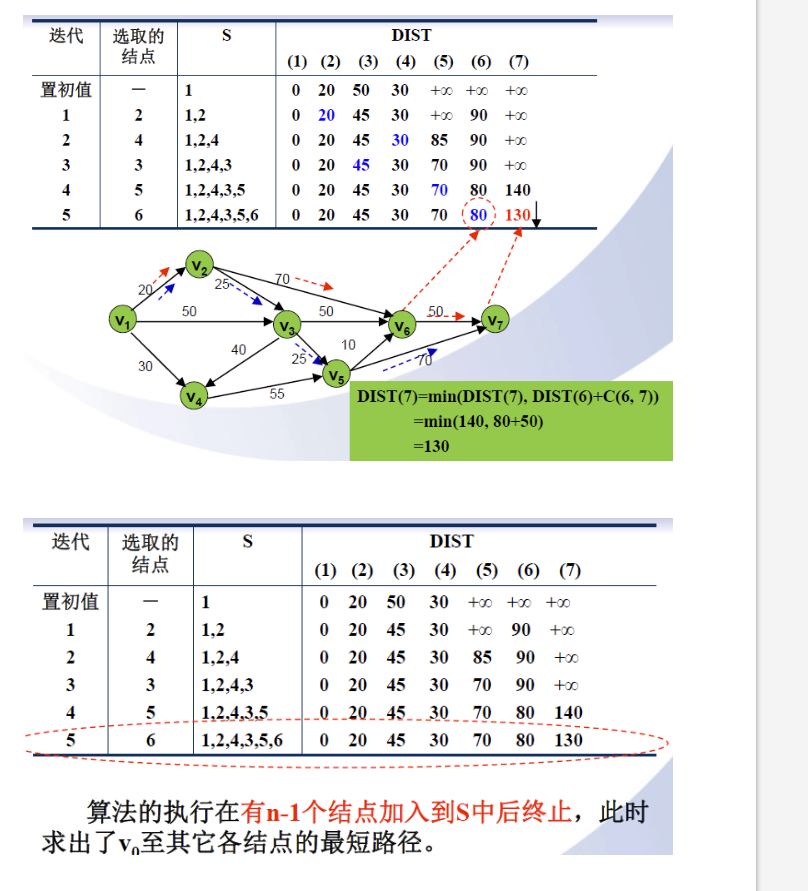 迭代 选取的结点 S DIST
(1) (2) (3) (4) (5) (6) (7)
置初值 — 1 0 20 50 30 +∞ +∞ +∞
1 2 1,2 0 20 45 30 +∞ 90 +∞
2 4 1,2,4 0 20 45 30 85 90 +∞
3 3 1,2,4,3 0 20 45 30 70 90 +∞
4 5 1,2,4,3,5 0 20 45 30 70 80 140
5 6 1,2,4,3,5,6 0 20 45 30 70 80 130
V2
20
25
70
V1
50
V3
50
V6
50
V7
30
40
25
10
V5
70
V4
55
DIST(7)=min(DIST(7), DIST(6)+C(6, 7))
=min(140, 80+50)
=130
迭代 选取的结点 S DIST
(1) (2) (3) (4) (5) (6) (7)
置初值 — 1 0 20 50 30 +∞ +∞ +∞
1 2 1,2 0 20 45 30 +∞ 90 +∞
2 4 1,2,4 0 20 45 30 85 90 +∞
3 3 1,2,4,3 0 20 45 30 70 90 +∞
4 5 1,2,4,3,5 0 20 45 30 70 80 140
5 6 1,2,4,3,5,6 0 20 45 30 70 80 130
算法的执行在有n-1个结点加入到S中后终止，此时
求出了v0至其它各结点的最短路径。